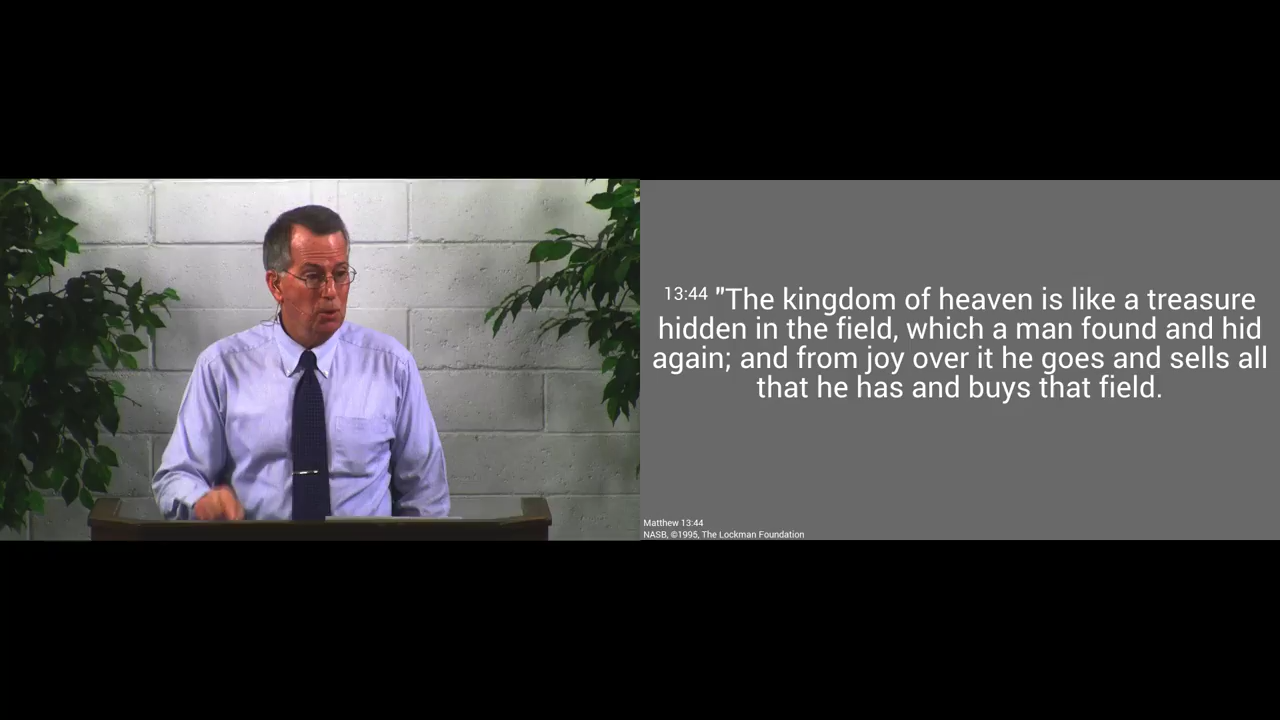 13:44 "The kingdom of heaven is like a treasure
hidden in the field, which a man found and hid
again; and from joy over it he goes and sells all
that he has and buys that field.
Matthew 13:44
NASB, ©1995, The Lockman Foundation